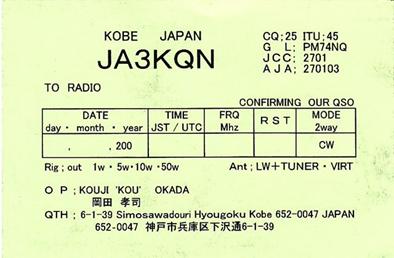 KOBE JAPAN
CQ;25 ITU;45
JA3KQN
G L; PM74NQ
JCC; 2701
AJA; 270103
TO RADIO
CONFIRMING OUR QSO
DATE TIME FRQ RST MODE
day・month・year JST/UTC Mhz 2way
, ,200 CW
Rig;out 1w・5w・10w・50w Ant;LW+TUNER・VIRT
O P; KOUJI 'KOU' OKADA
岡田 孝司
QTH; 6-1-39 Simosawadouri Hyougoku Kobe 652-0047 JAPAN
652-0047 神戸市兵庫区下沢通6-1-39